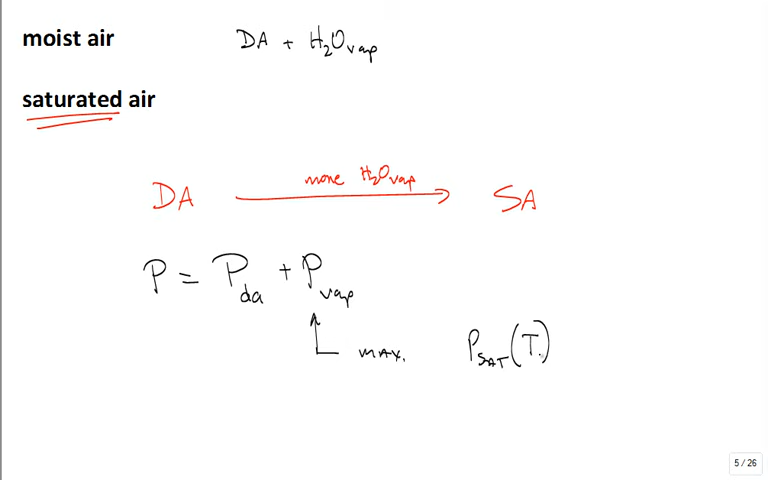 moist air DA + H₂Ovap
saturated air
more H₂Ovap
DA SA
P = Pda + Pvap
MAX. PSAT(T)
5 / 26